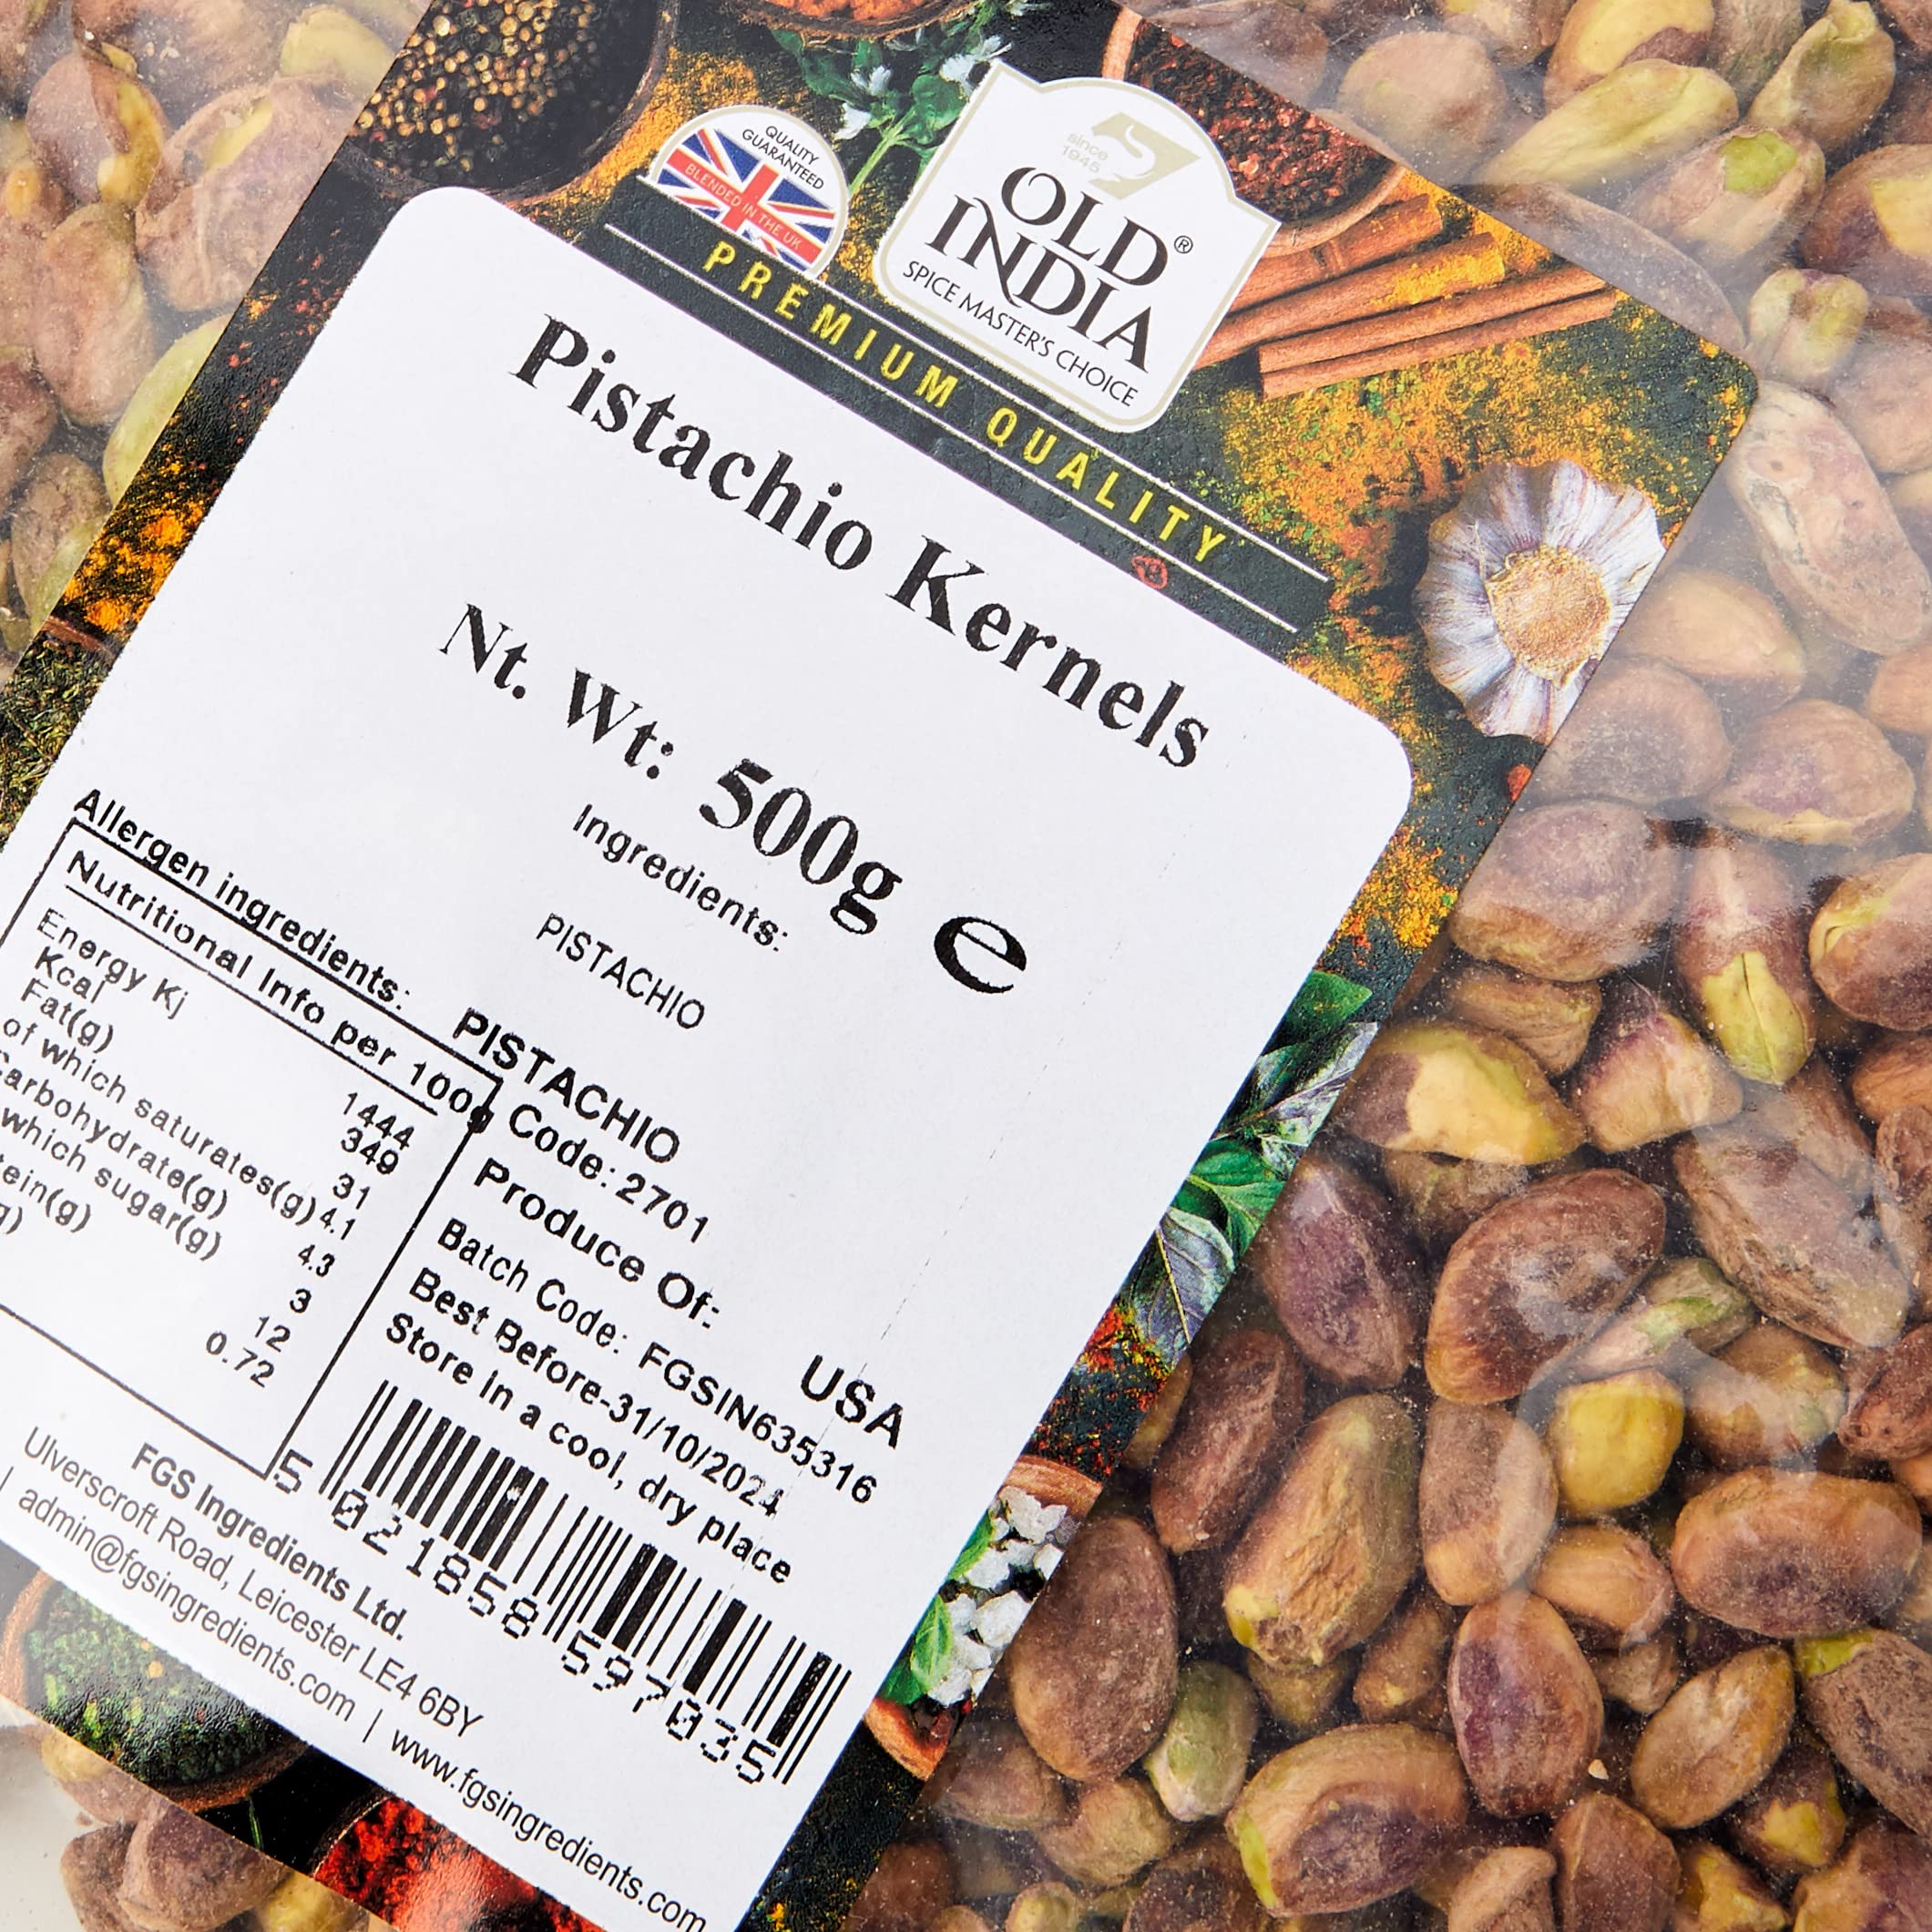 QUALITY
GUARANTEED
BLENDED IN THE UK
since
1945
OLD®
INDIA
SPICE MASTER'S CHOICE
PREMIUM QUALITY
Pistachio Kernels
Nt. Wt: 500g ℮
Ingredients:
PISTACHIO
Allergen ingredients: PISTACHIO
Nutritional Info per 100g
Energy Kj 1444
Kcal 349
Fat(g) 31
of which saturates(g) 4.1
Carbohydrate(g) 4.3
which sugar(g) 3
tein(g) 12
g) 0.72
Code: 2701
Produce Of: USA
Batch Code: FGSIN635316
Best Before-31/10/2024
Store in a cool, dry place
5 021858 597035
FGS Ingredients Ltd.
Ulverscroft Road, Leicester LE4 6BY
| admin@fgsingredients.com | www.fgsingredients.com